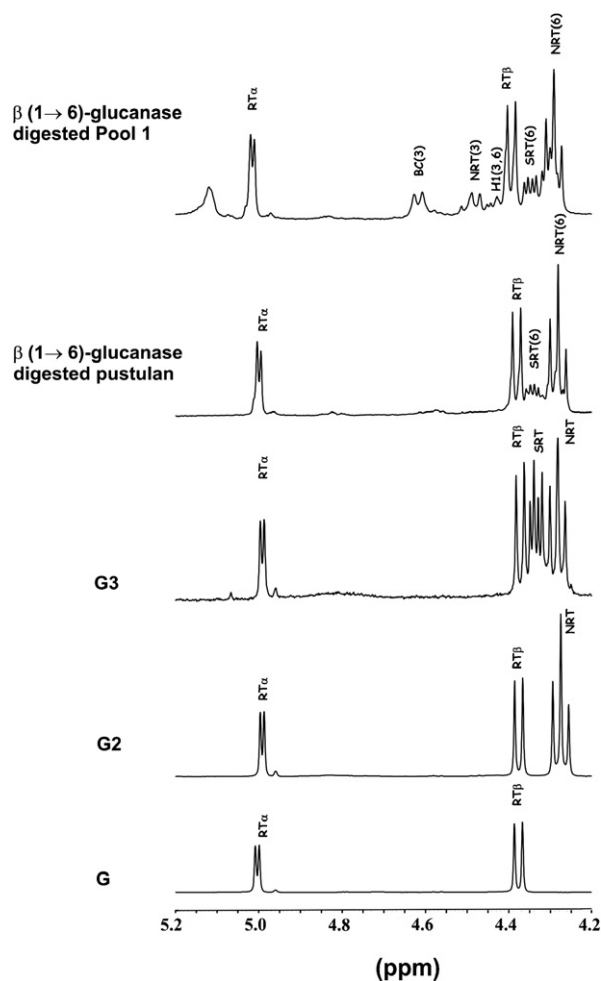 β (1→ 6)-glucanase
digested Pool 1
RTα
BC(3)
NRT(3)
H1(3,6)
RTβ
SRT(6)
NRT(6)
β (1→ 6)-glucanase
digested pustulan
RTα
RTβ
SRT(6)
NRT(6)
G3
RTα
RTβ
SRT
NRT
G2
RTα
RTβ
NRT
G
RTα
RTβ
5.2 5.0 4.8 4.6 4.4 4.2
(ppm)